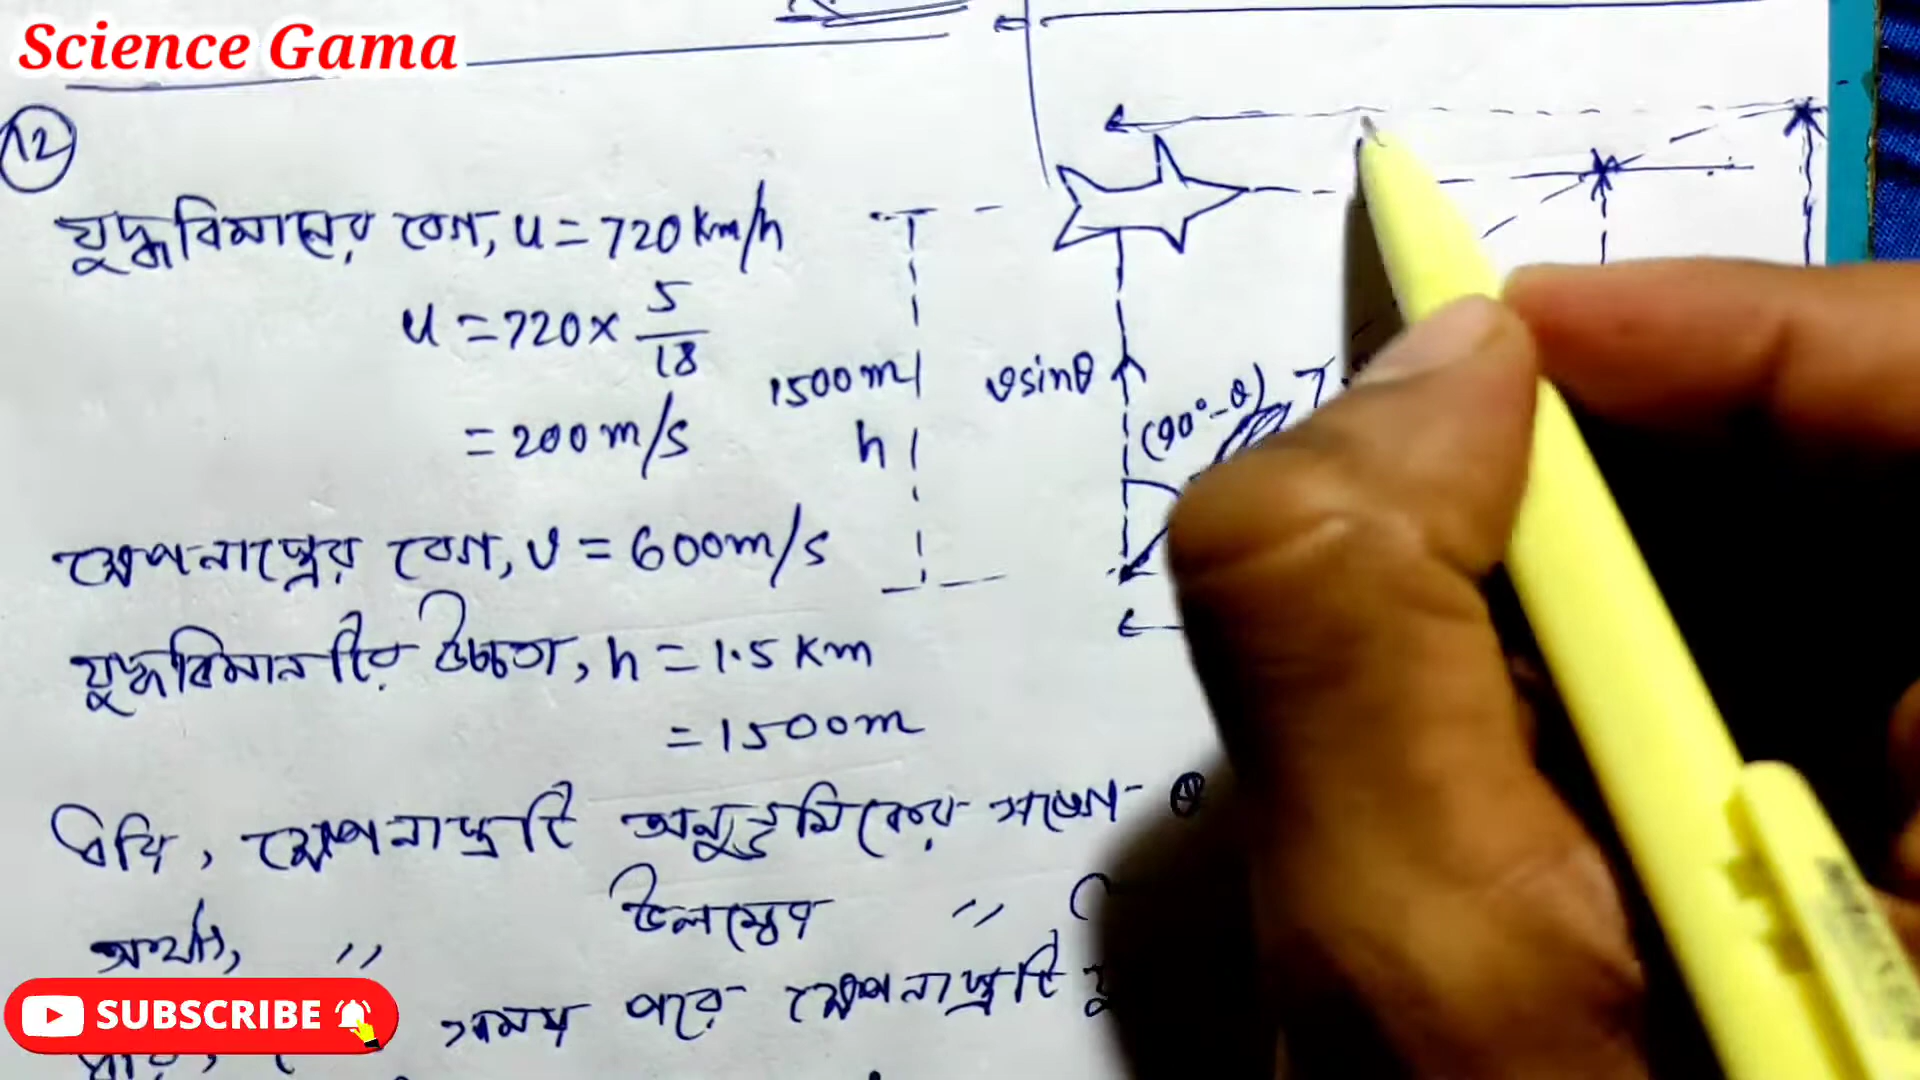 Science Gama
12
যুদ্ধবিমানের বেগ, u = 720 km/h
u = 720 × 5/18
= 200 m/s
ক্ষেপনাস্ত্রের বেগ, v = 600 m/s
যুদ্ধবিমানটির উচ্চতা, h = 1.5 km
= 1500 m
ধরি, ক্ষেপনাস্ত্রটি অনুভূমিকের সঙ্গে θ
অর্থাৎ, 〃 উলম্বের 〃
সময় পরে ক্ষেপনাস্ত্রটি
1500 m
h
vsinθ
(90°-θ)
SUBSCRIBE